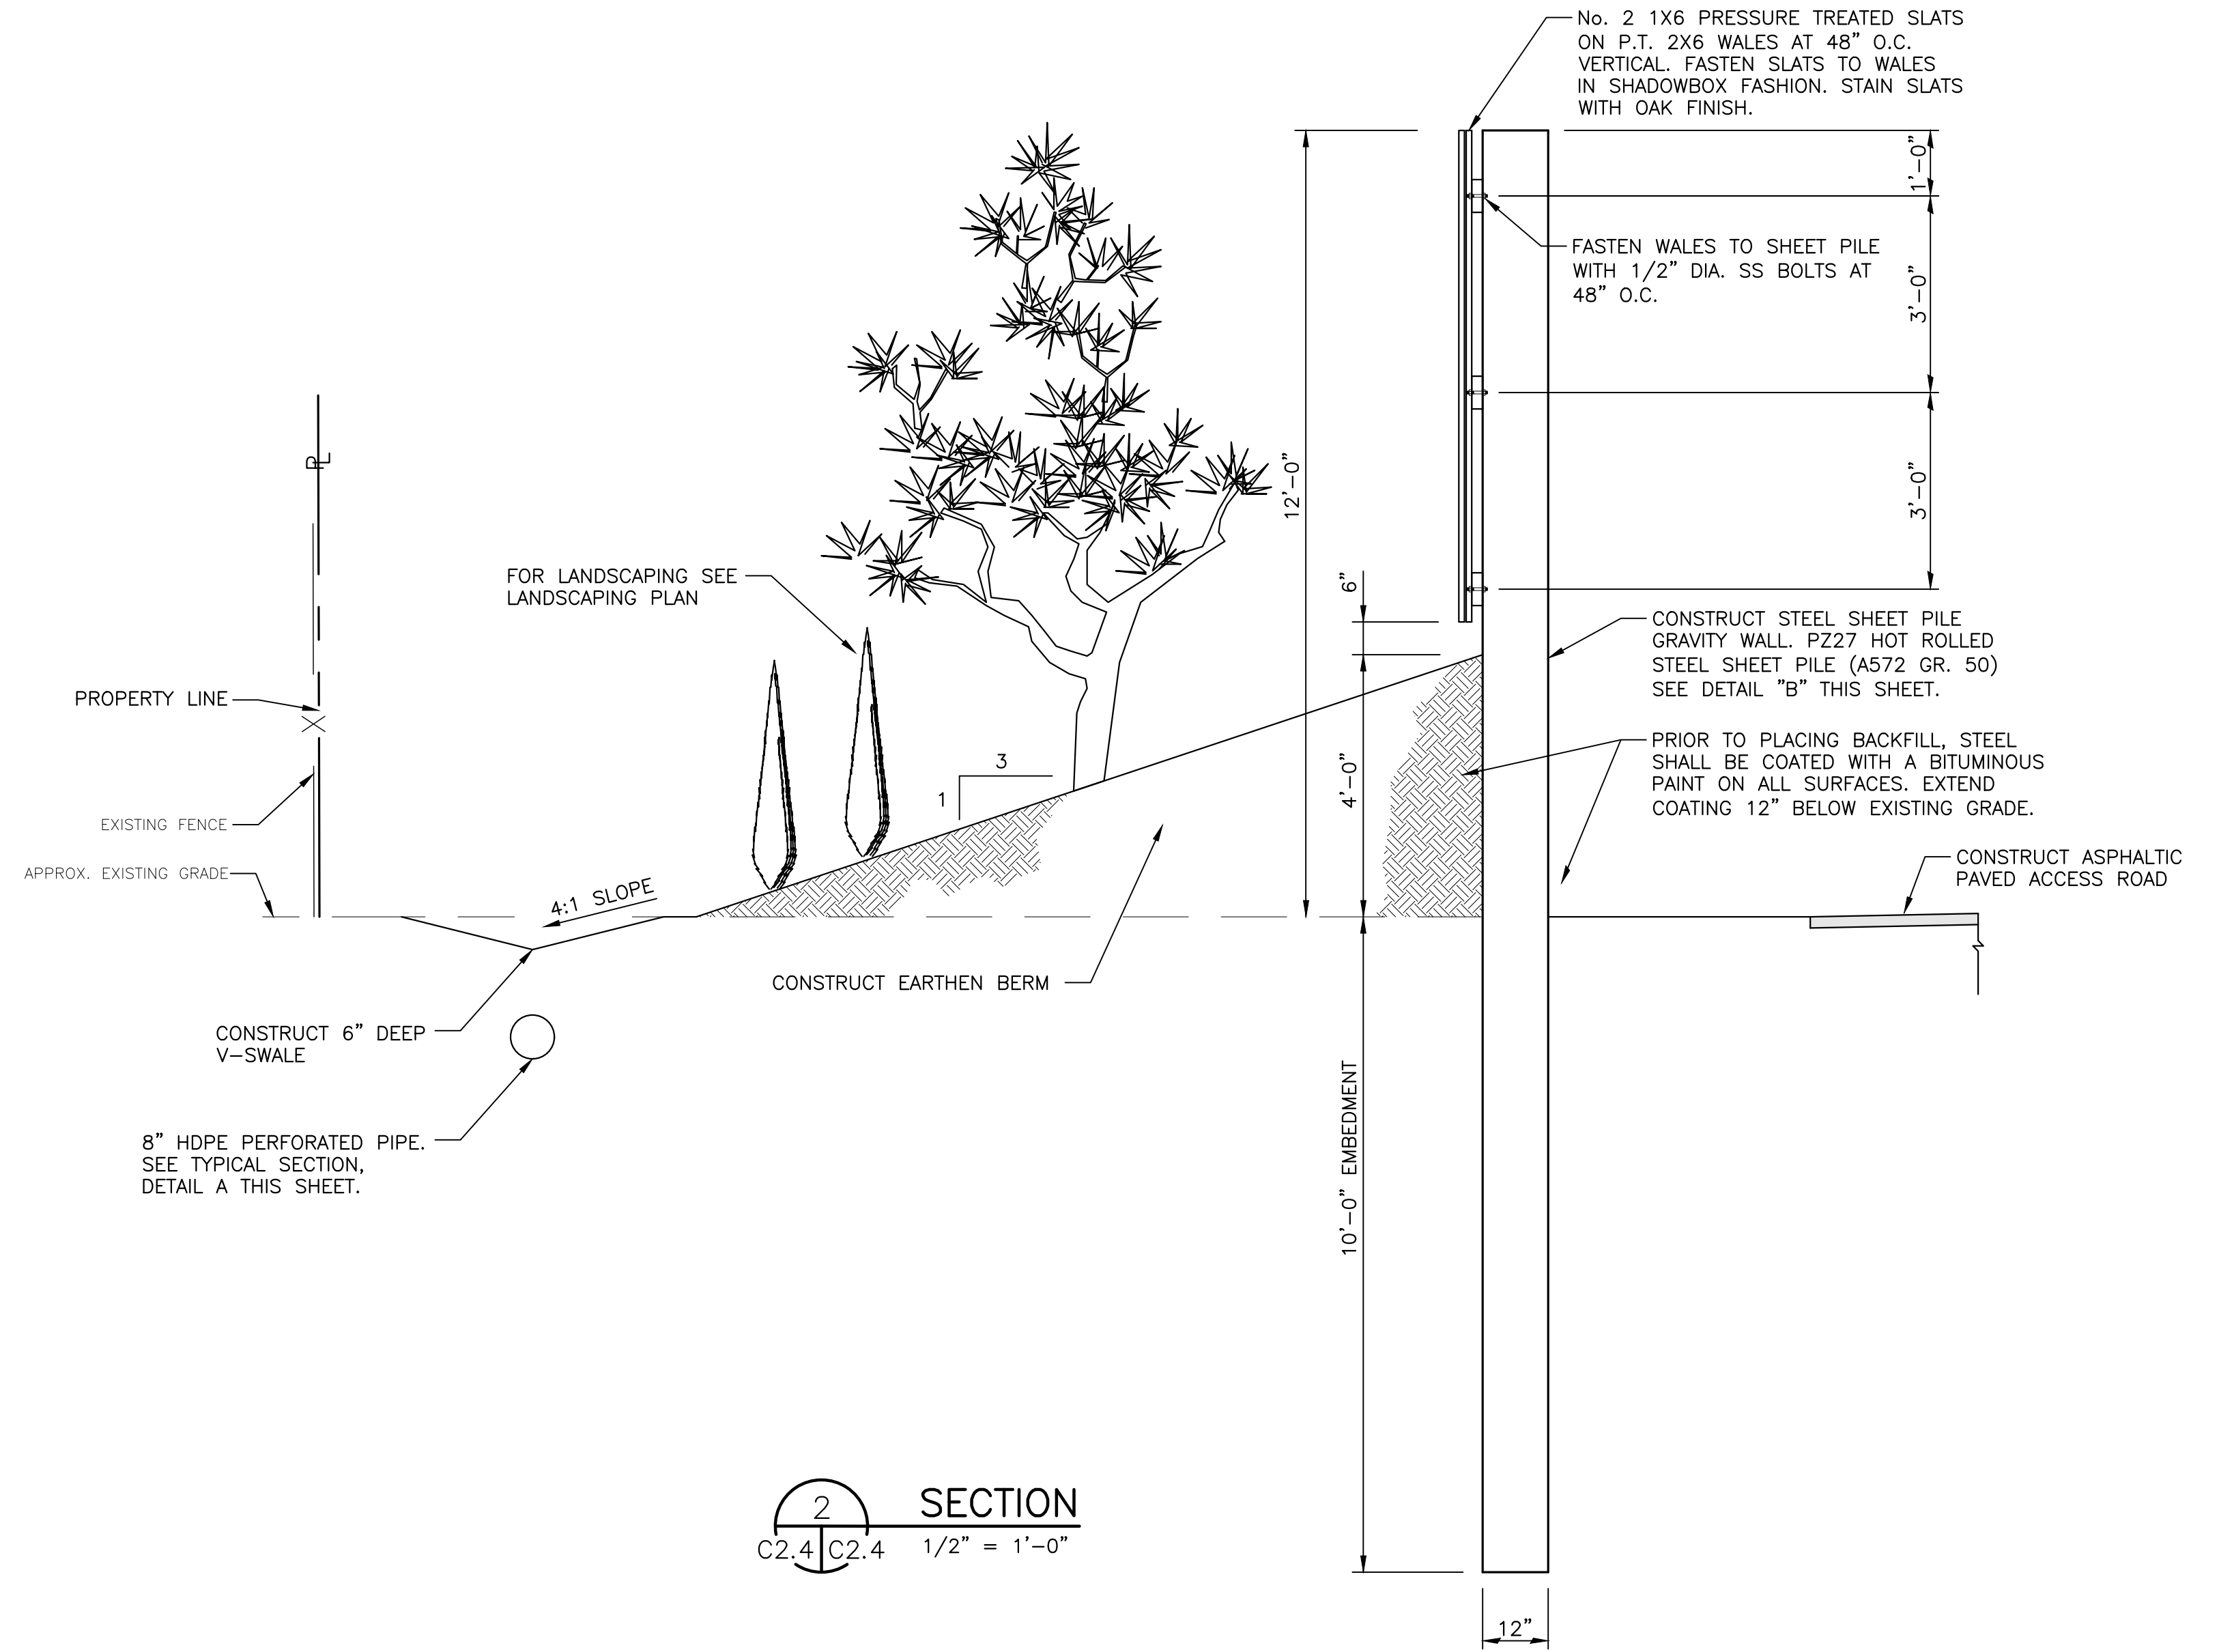 No. 2 1X6 PRESSURE TREATED SLATS
ON P.T. 2X6 WALES AT 48" O.C.
VERTICAL. FASTEN SLATS TO WALES
IN SHADOWBOX FASHION. STAIN SLATS
WITH OAK FINISH.
1'-0"
FASTEN WALES TO SHEET PILE
WITH 1/2" DIA. SS BOLTS AT
48" O.C.
3'-0"
3'-0"
12'-0"
PL
FOR LANDSCAPING SEE
LANDSCAPING PLAN
6"
CONSTRUCT STEEL SHEET PILE
GRAVITY WALL. PZ27 HOT ROLLED
STEEL SHEET PILE (A572 GR. 50)
SEE DETAIL "B" THIS SHEET.
PROPERTY LINE
PRIOR TO PLACING BACKFILL, STEEL
SHALL BE COATED WITH A BITUMINOUS
PAINT ON ALL SURFACES. EXTEND
COATING 12" BELOW EXISTING GRADE.
3
1
4'-0"
EXISTING FENCE
APPROX. EXISTING GRADE
4:1 SLOPE
CONSTRUCT ASPHALTIC
PAVED ACCESS ROAD
CONSTRUCT EARTHEN BERM
CONSTRUCT 6" DEEP
V-SWALE
8" HDPE PERFORATED PIPE.
SEE TYPICAL SECTION,
DETAIL A THIS SHEET.
10'-0" EMBEDMENT
2
C2.4 C2.4
SECTION
1/2" = 1'-0"
12"